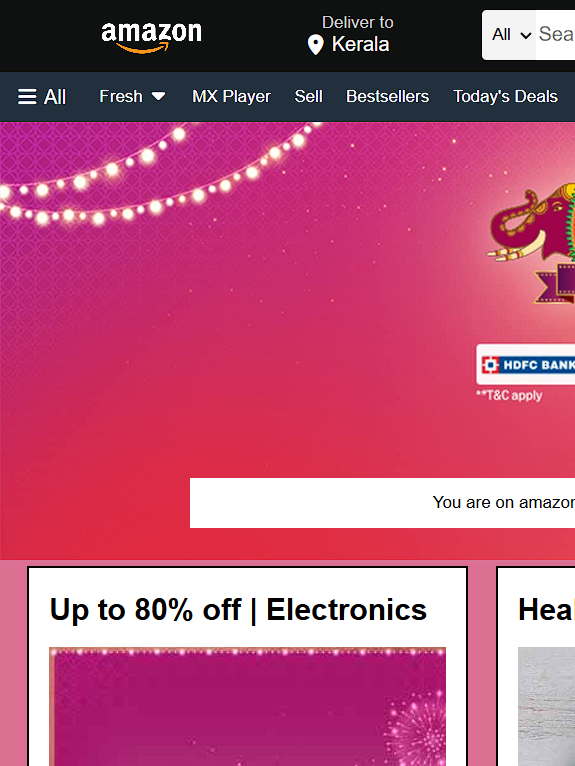 amazon
Deliver to
Kerala
All
Sea
All
Fresh
MX Player
Sell
Bestsellers
Today's Deals
HDFC BANK
**T&C apply
You are on amazon
Up to 80% off | Electronics
Heal